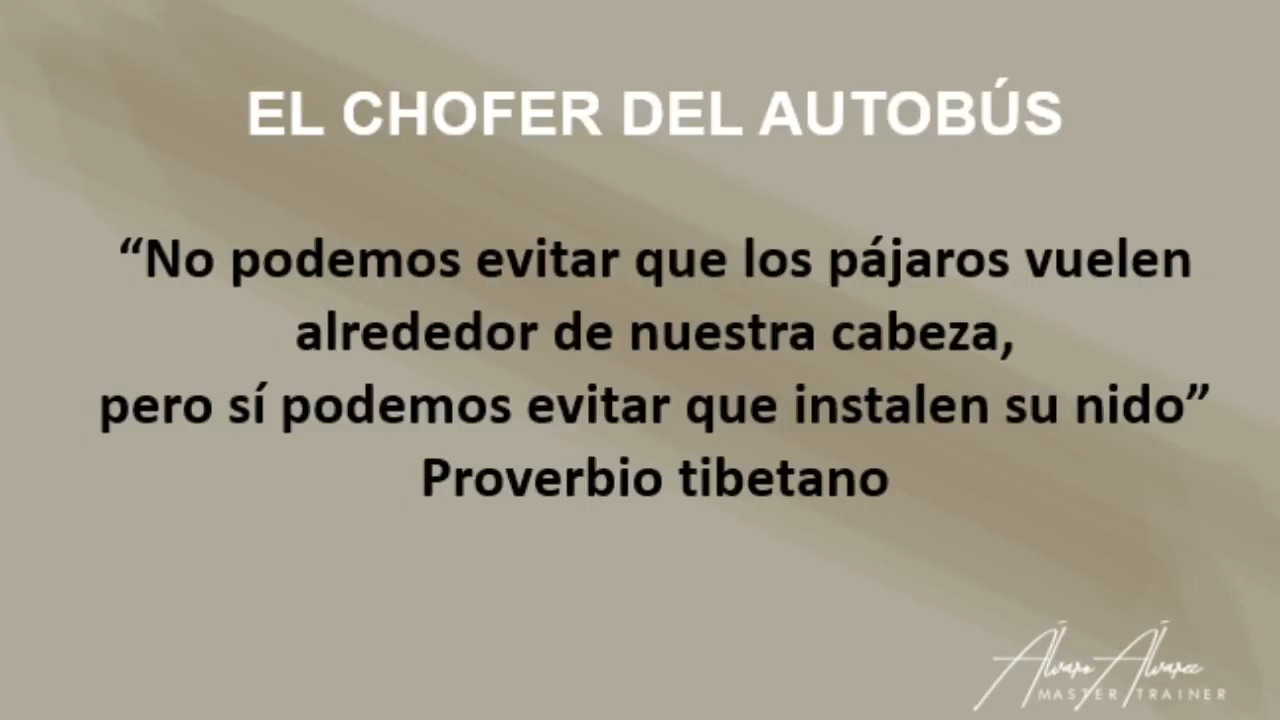 EL CHOFER DEL AUTOBÚS
“No podemos evitar que los pájaros vuelen
alrededor de nuestra cabeza,
pero sí podemos evitar que instalen su nido”
Proverbio tibetano
Álvaro Álvarez
MASTER TRAINER